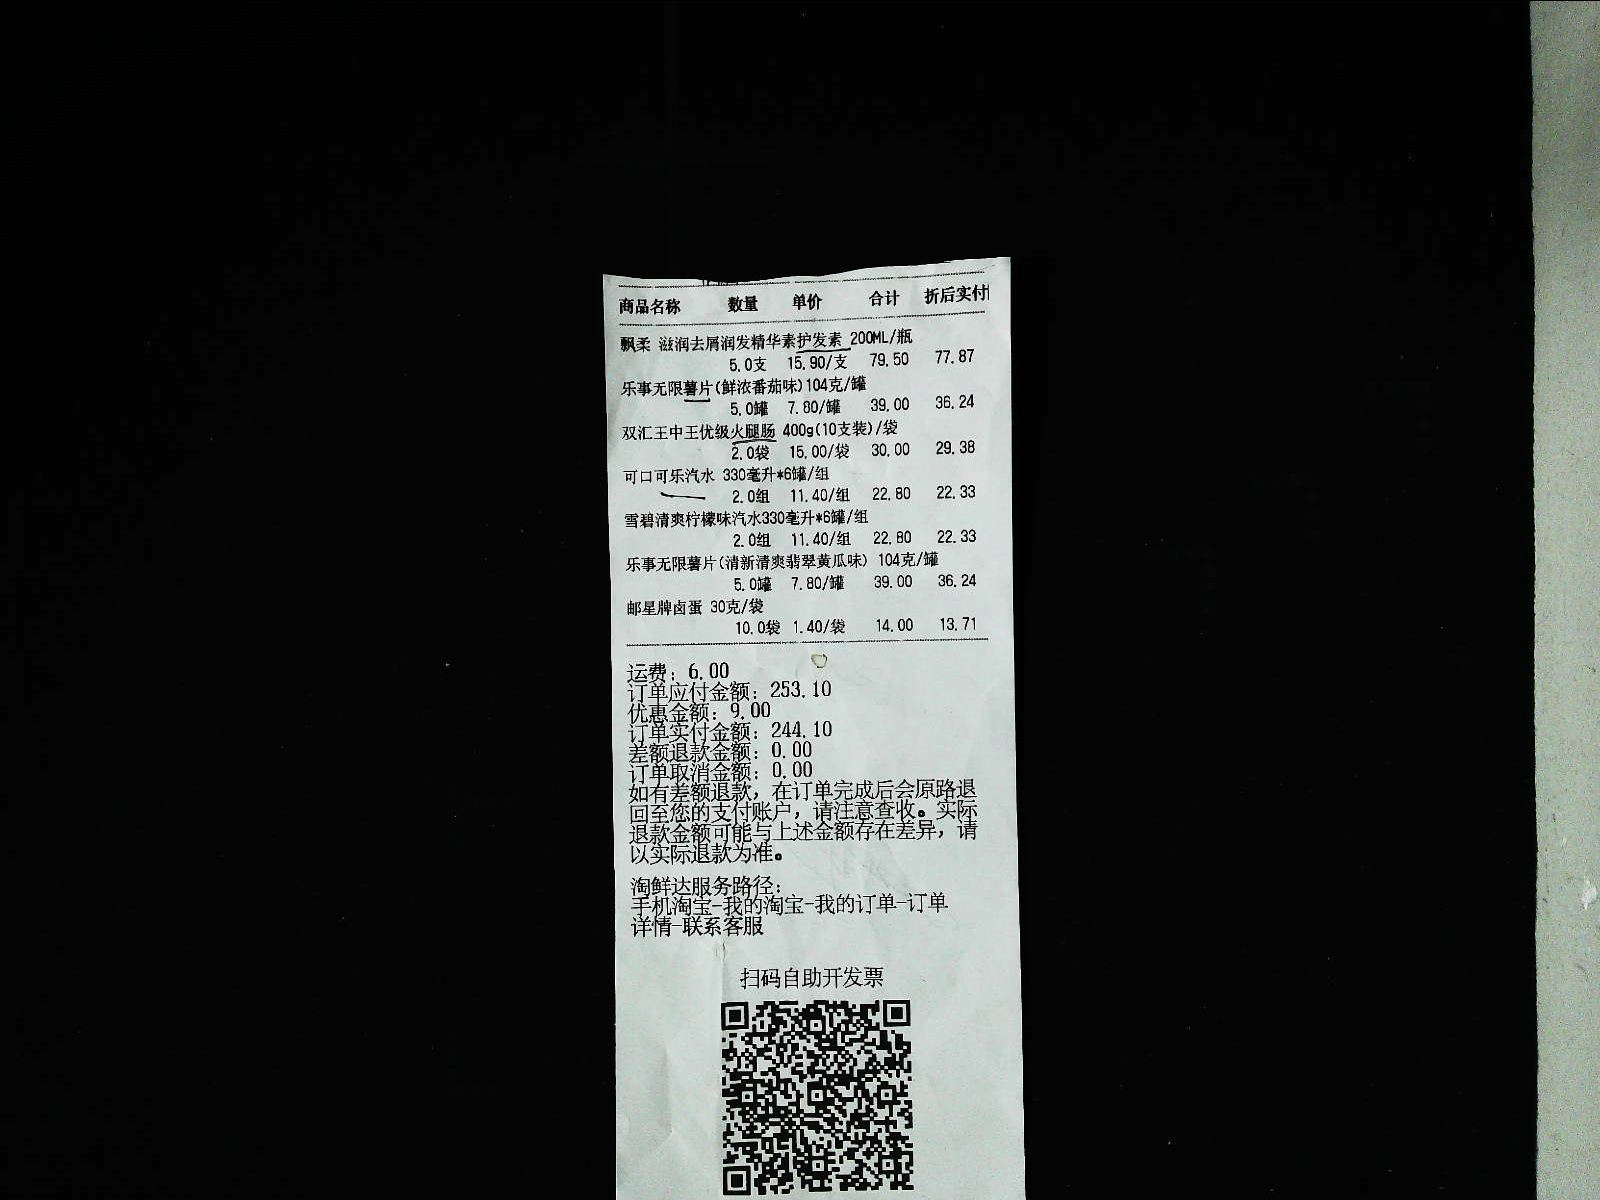 商品名称 数量 单价 合计 折后实付
飘柔 滋润去屑润发精华素护发素 200ML/瓶
5.0支 15.90/支 79.50 77.87
乐事无限薯片(鲜浓番茄味)104克/罐
5.0罐 7.80/罐 39.00 36.24
双汇王中王优级火腿肠 400g(10支装)/袋
2.0袋 15.00/袋 30.00 29.38
可口可乐汽水 330毫升*6罐/组
2.0组 11.40/组 22.80 22.33
雪碧清爽柠檬味汽水330毫升*6罐/组
2.0组 11.40/组 22.80 22.33
乐事无限薯片(清新清爽翡翠黄瓜味) 104克/罐
5.0罐 7.80/罐 39.00 36.24
邮星牌卤蛋 30克/袋
10.0袋 1.40/袋 14.00 13.71
运费: 6.00
订单应付金额: 253.10
优惠金额: 9.00
订单实付金额: 244.10
差额退款金额: 0.00
订单取消金额: 0.00
如有差额退款, 在订单完成后会原路退
回至您的支付账户, 请注意查收。实际
退款金额可能与上述金额存在差异, 请
以实际退款为准。
淘鲜达服务路径:
手机淘宝-我的淘宝-我的订单-订单
详情-联系客服
扫码自助开发票